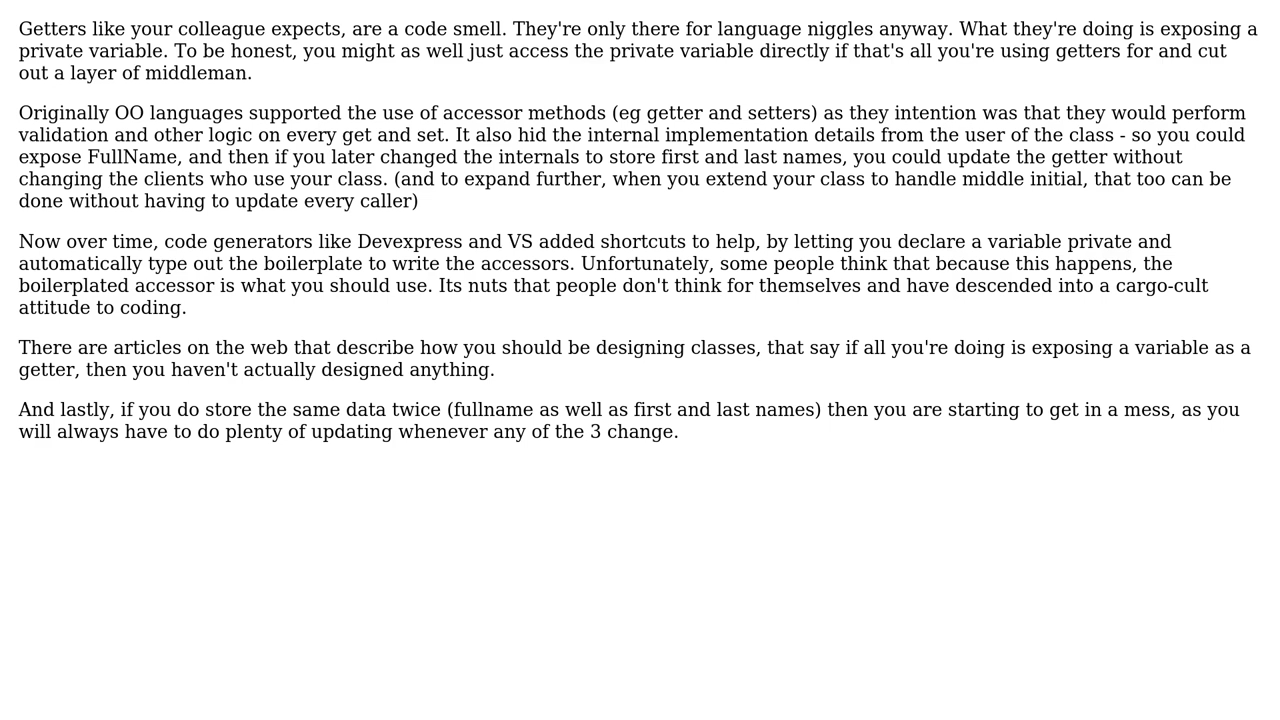 Getters like your colleague expects, are a code smell. They're only there for language niggles anyway. What they're doing is exposing a
private variable. To be honest, you might as well just access the private variable directly if that's all you're using getters for and cut
out a layer of middleman.
Originally OO languages supported the use of accessor methods (eg getter and setters) as they intention was that they would perform
validation and other logic on every get and set. It also hid the internal implementation details from the user of the class - so you could
expose FullName, and then if you later changed the internals to store first and last names, you could update the getter without
changing the clients who use your class. (and to expand further, when you extend your class to handle middle initial, that too can be
done without having to update every caller)
Now over time, code generators like Devexpress and VS added shortcuts to help, by letting you declare a variable private and
automatically type out the boilerplate to write the accessors. Unfortunately, some people think that because this happens, the
boilerplated accessor is what you should use. Its nuts that people don't think for themselves and have descended into a cargo-cult
attitude to coding.
There are articles on the web that describe how you should be designing classes, that say if all you're doing is exposing a variable as a
getter, then you haven't actually designed anything.
And lastly, if you do store the same data twice (fullname as well as first and last names) then you are starting to get in a mess, as you
will always have to do plenty of updating whenever any of the 3 change.